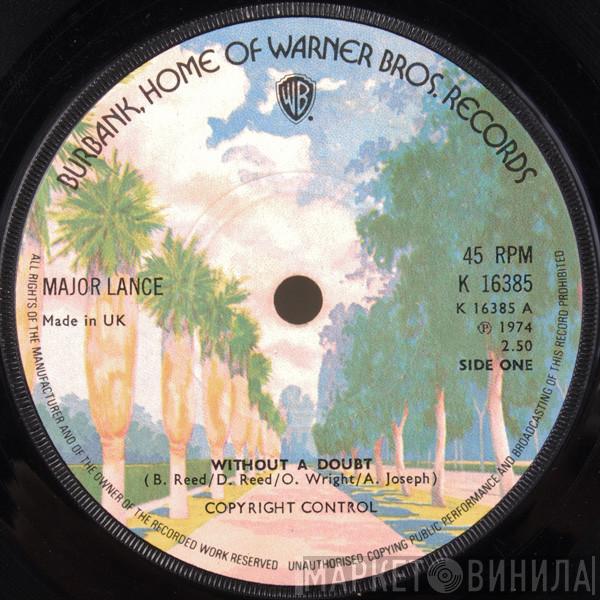 BURBANK, HOME OF WARNER BROS. RECORDS
WB
MAJOR LANCE
Made in UK
45 RPM
K 16385
K 16385 A
Ⓟ 1974
2.50
SIDE ONE
WITHOUT A DOUBT
(B. Reed/D. Reed/O. Wright/A. Joseph)
COPYRIGHT CONTROL
ALL RIGHTS OF THE MANUFACTURER AND OF THE OWNER OF THE RECORDED WORK RESERVED UNAUTHORISED COPYING PUBLIC PERFORMANCE AND BROADCASTING OF THIS RECORD PROHIBITED
МАРКЕТ ВИНИЛА